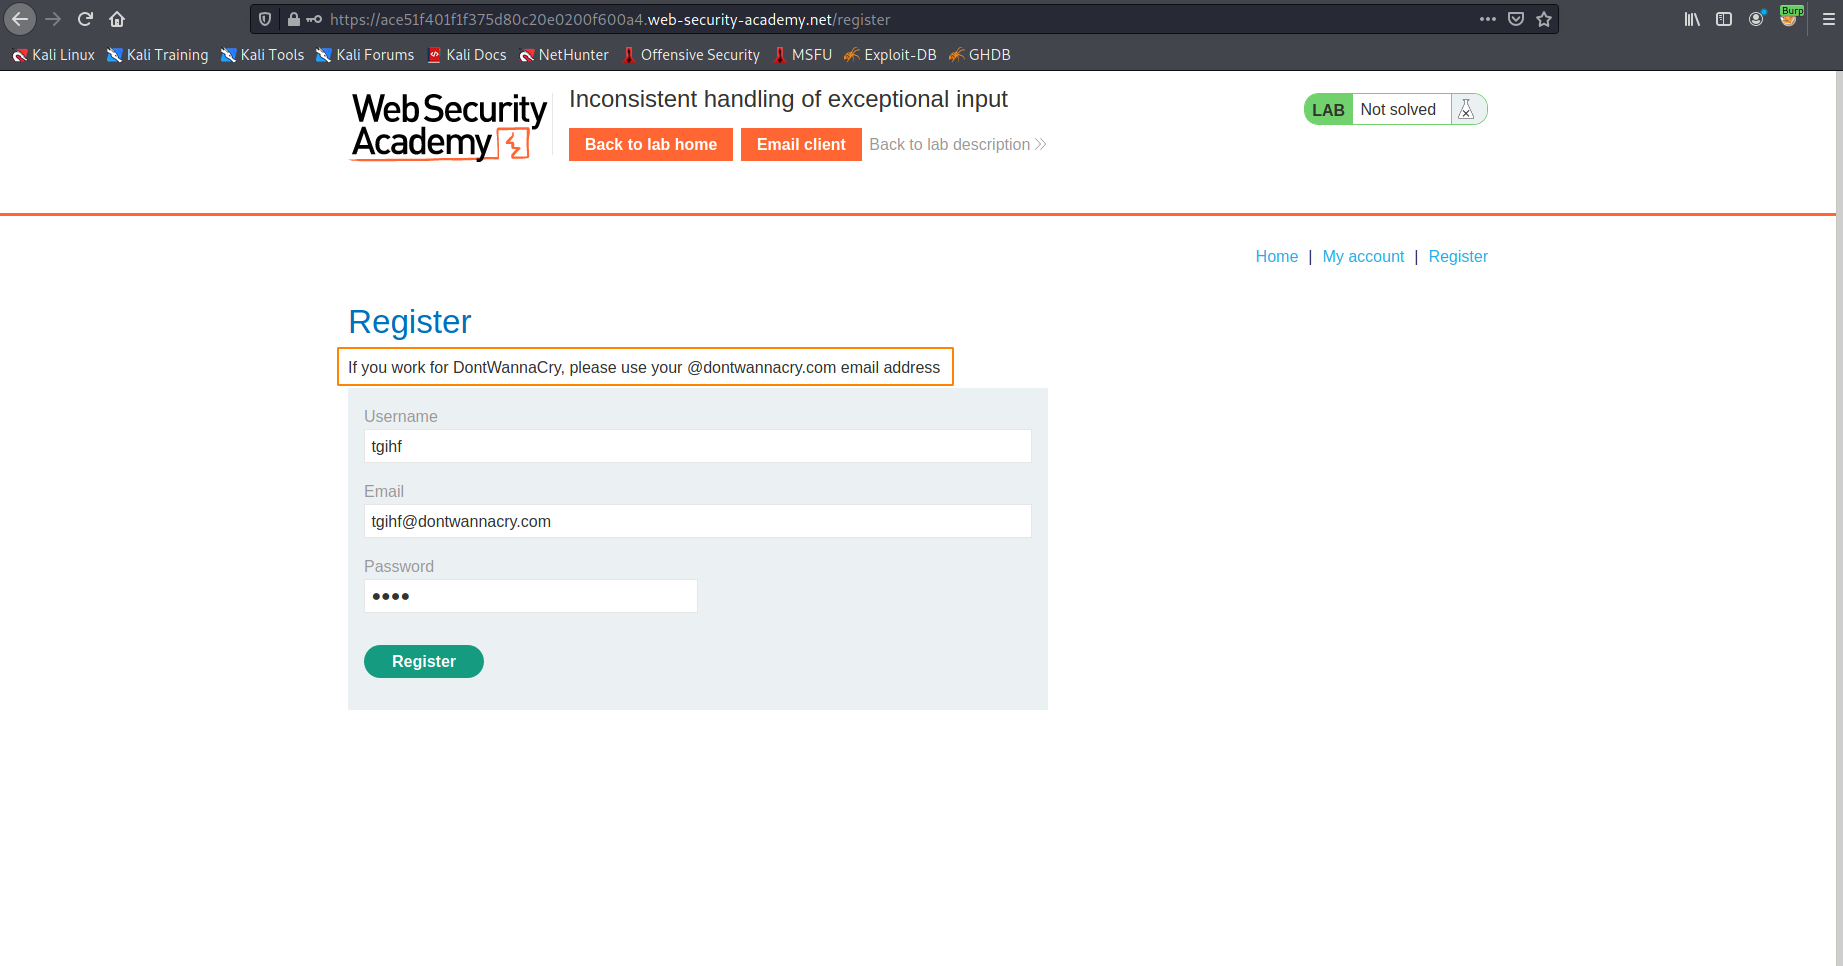 https://ace51f401f1f375d80c20e0200f600a4.web-security-academy.net/register
Burp
Kali Linux Kali Training Kali Tools Kali Forums Kali Docs NetHunter Offensive Security MSFU Exploit-DB GHDB
Web Security
Academy
Inconsistent handling of exceptional input
Back to lab home Email client Back to lab description
LAB Not solved
Home | My account | Register
Register
If you work for DontWannaCry, please use your @dontwannacry.com email address
Username
tgihf
Email
tgihf@dontwannacry.com
Password
Register